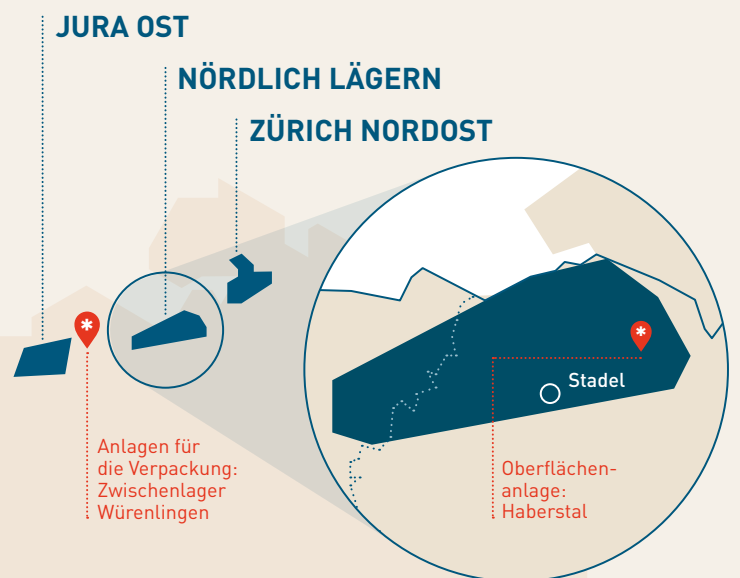 JURA OST
NÖRDLICH LÄGERN
ZÜRICH NORDOST
Stadel
Anlagen für
die Verpackung:
Zwischenlager
Würenlingen
Oberflächen-
anlage:
Haberstal